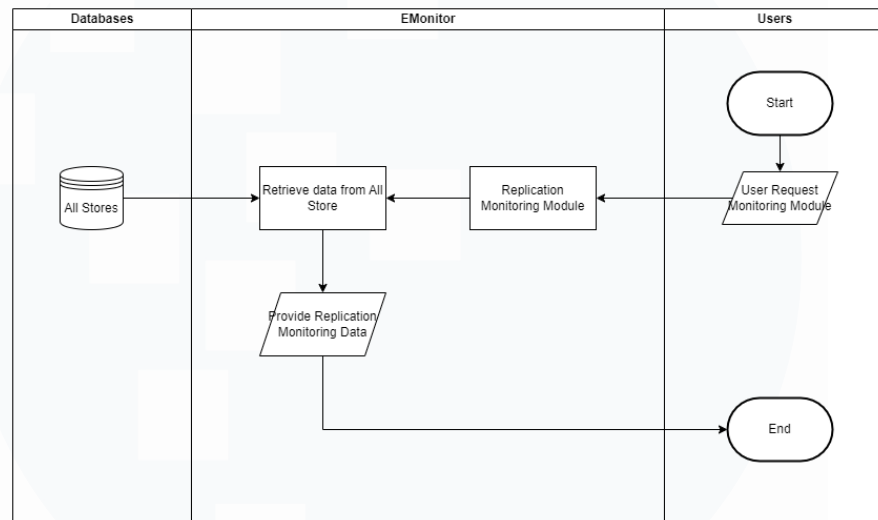 Databases
EMonitor
Users
Start
All Stores
Retrieve data from All
Store
Replication
Monitoring Module
User Request
Monitoring Module
Provide Replication
Monitoring Data
End